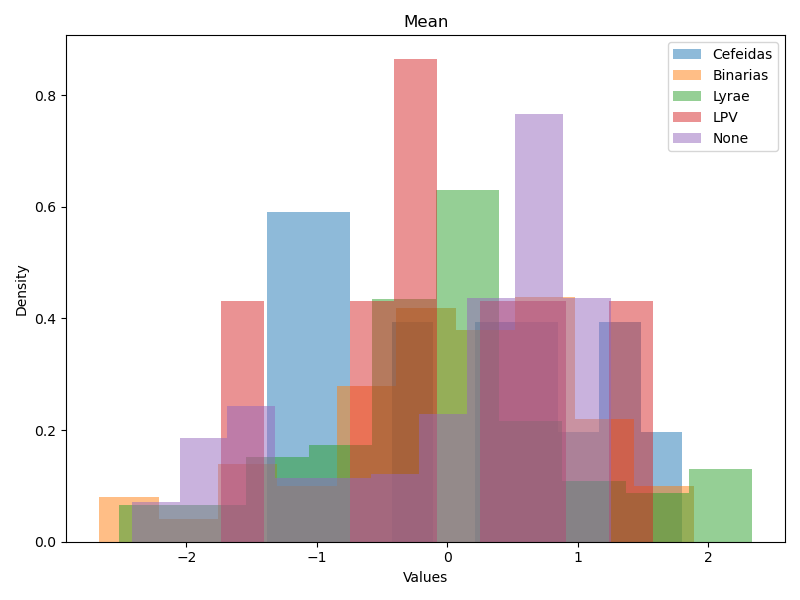 Mean
Cefeidas
Binarias
Lyrae
LPV
None
Density
0.8
0.6
0.4
0.2
0.0
−2
−1
0
1
2
Values